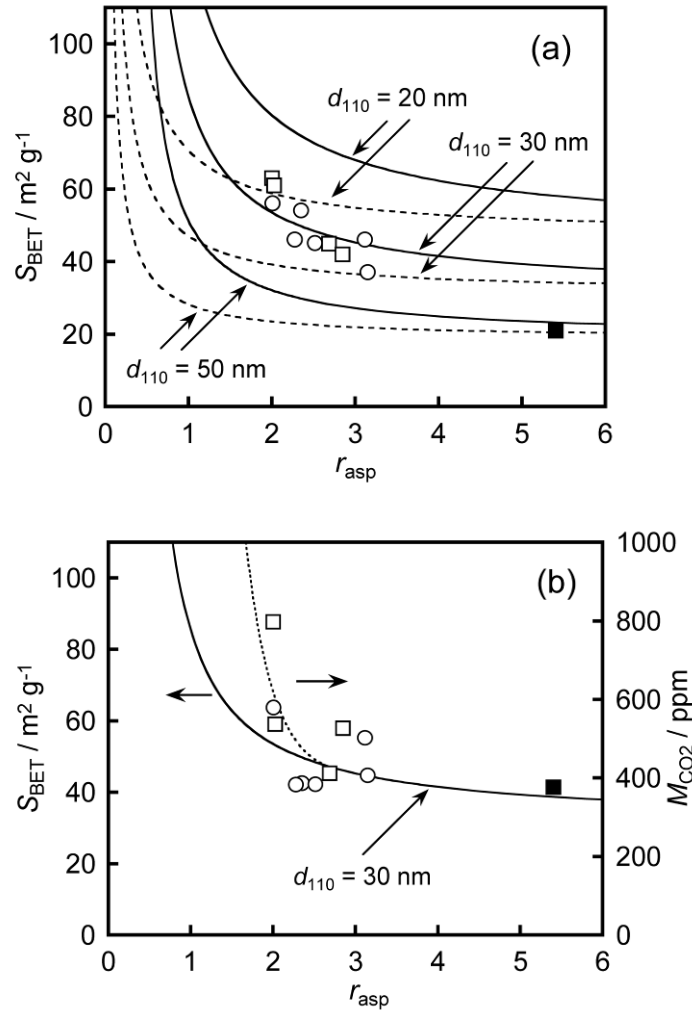 (a)
100
80
60
40
20
0
S_BET / m² g⁻¹
d₁₁₀ = 20 nm
d₁₁₀ = 30 nm
d₁₁₀ = 50 nm
0 1 2 3 4 5 6
r_asp
(b)
100
80
60
40
20
0
S_BET / m² g⁻¹
1000
800
600
400
200
0
M_CO2 / ppm
d₁₁₀ = 30 nm
0 1 2 3 4 5 6
r_asp